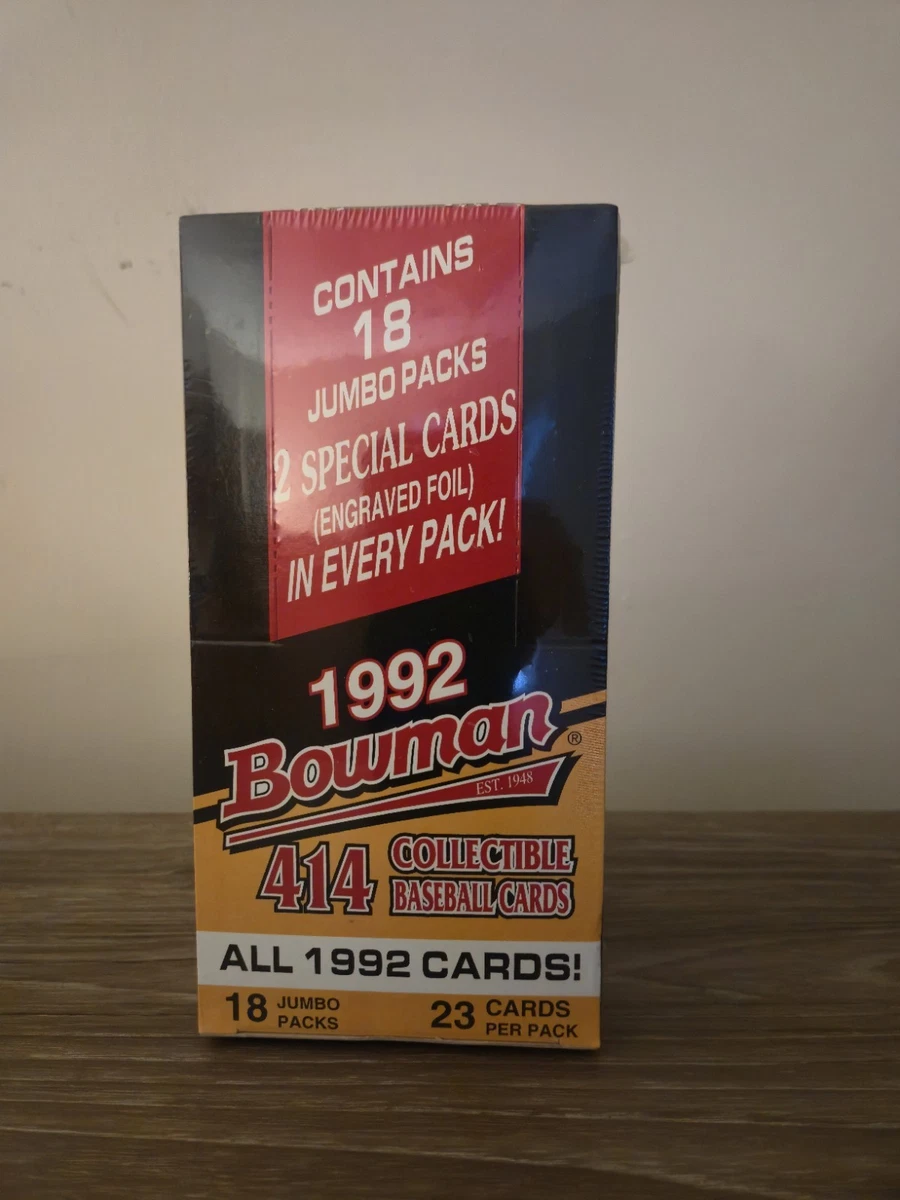 CONTAINS
18
JUMBO PACKS
2 SPECIAL CARDS
(ENGRAVED FOIL)
IN EVERY PACK!
1992
Bowman®
EST. 1948
414 COLLECTIBLE
BASEBALL CARDS
ALL 1992 CARDS!
18 JUMBO
PACKS
23 CARDS
PER PACK